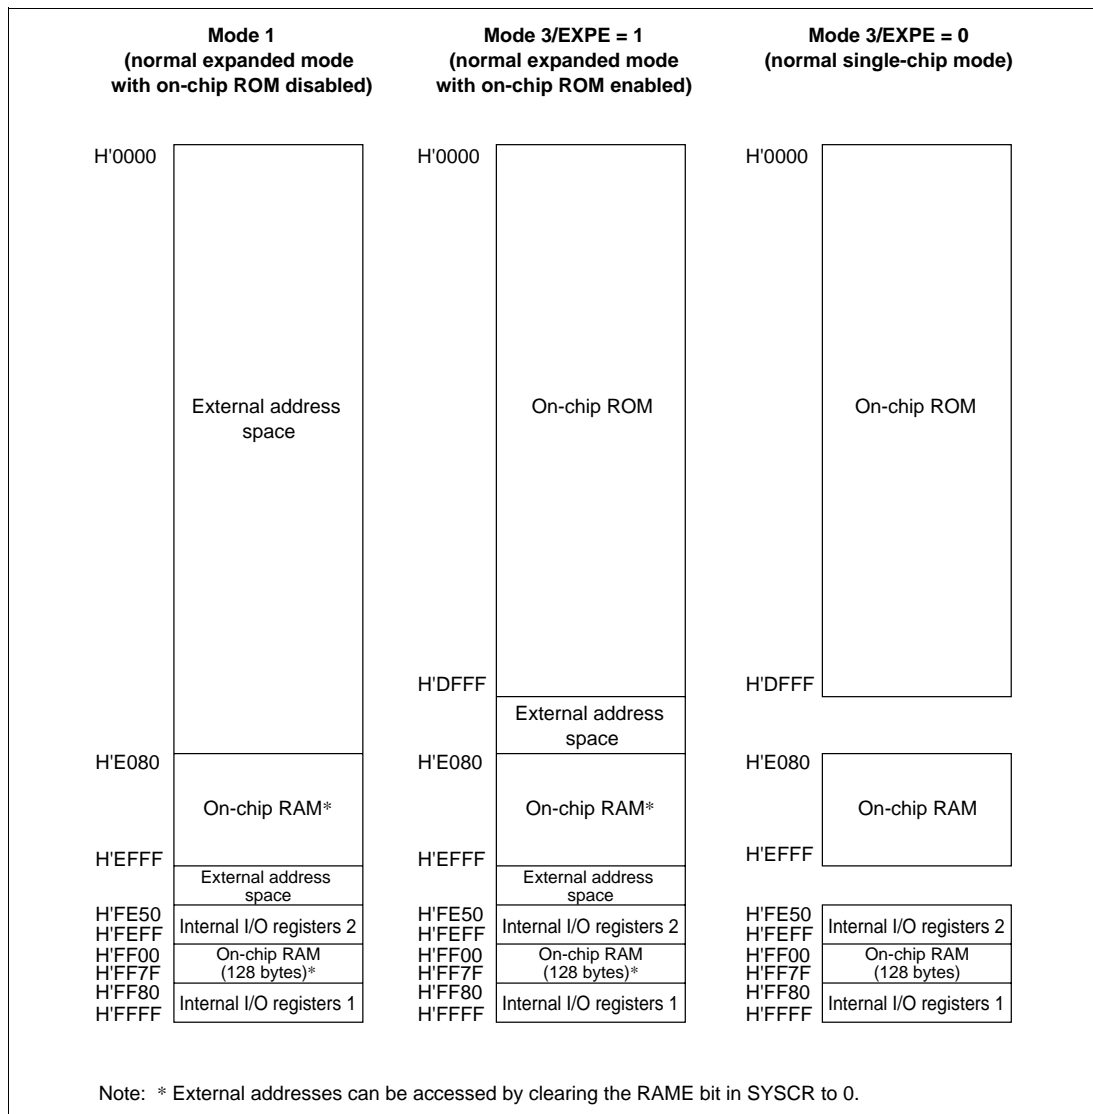 Mode 1
(normal expanded mode
with on-chip ROM disabled)
Mode 3/EXPE = 1
(normal expanded mode
with on-chip ROM enabled)
Mode 3/EXPE = 0
(normal single-chip mode)
H'0000
External address
space
H'E080
On-chip RAM*
H'EFFF
External address
space
H'FE50
Internal I/O registers 2
H'FEFF
H'FF00
On-chip RAM
(128 bytes)*
H'FF7F
H'FF80
Internal I/O registers 1
H'FFFF
H'0000
On-chip ROM
H'DFFF
External address
space
H'E080
On-chip RAM*
H'EFFF
External address
space
H'FE50
Internal I/O registers 2
H'FEFF
H'FF00
On-chip RAM
(128 bytes)*
H'FF7F
H'FF80
Internal I/O registers 1
H'FFFF
H'0000
On-chip ROM
H'DFFF
H'E080
On-chip RAM
H'EFFF
H'FE50
Internal I/O registers 2
H'FEFF
H'FF00
On-chip RAM
(128 bytes)
H'FF7F
H'FF80
Internal I/O registers 1
H'FFFF
Note: * External addresses can be accessed by clearing the RAME bit in SYSCR to 0.